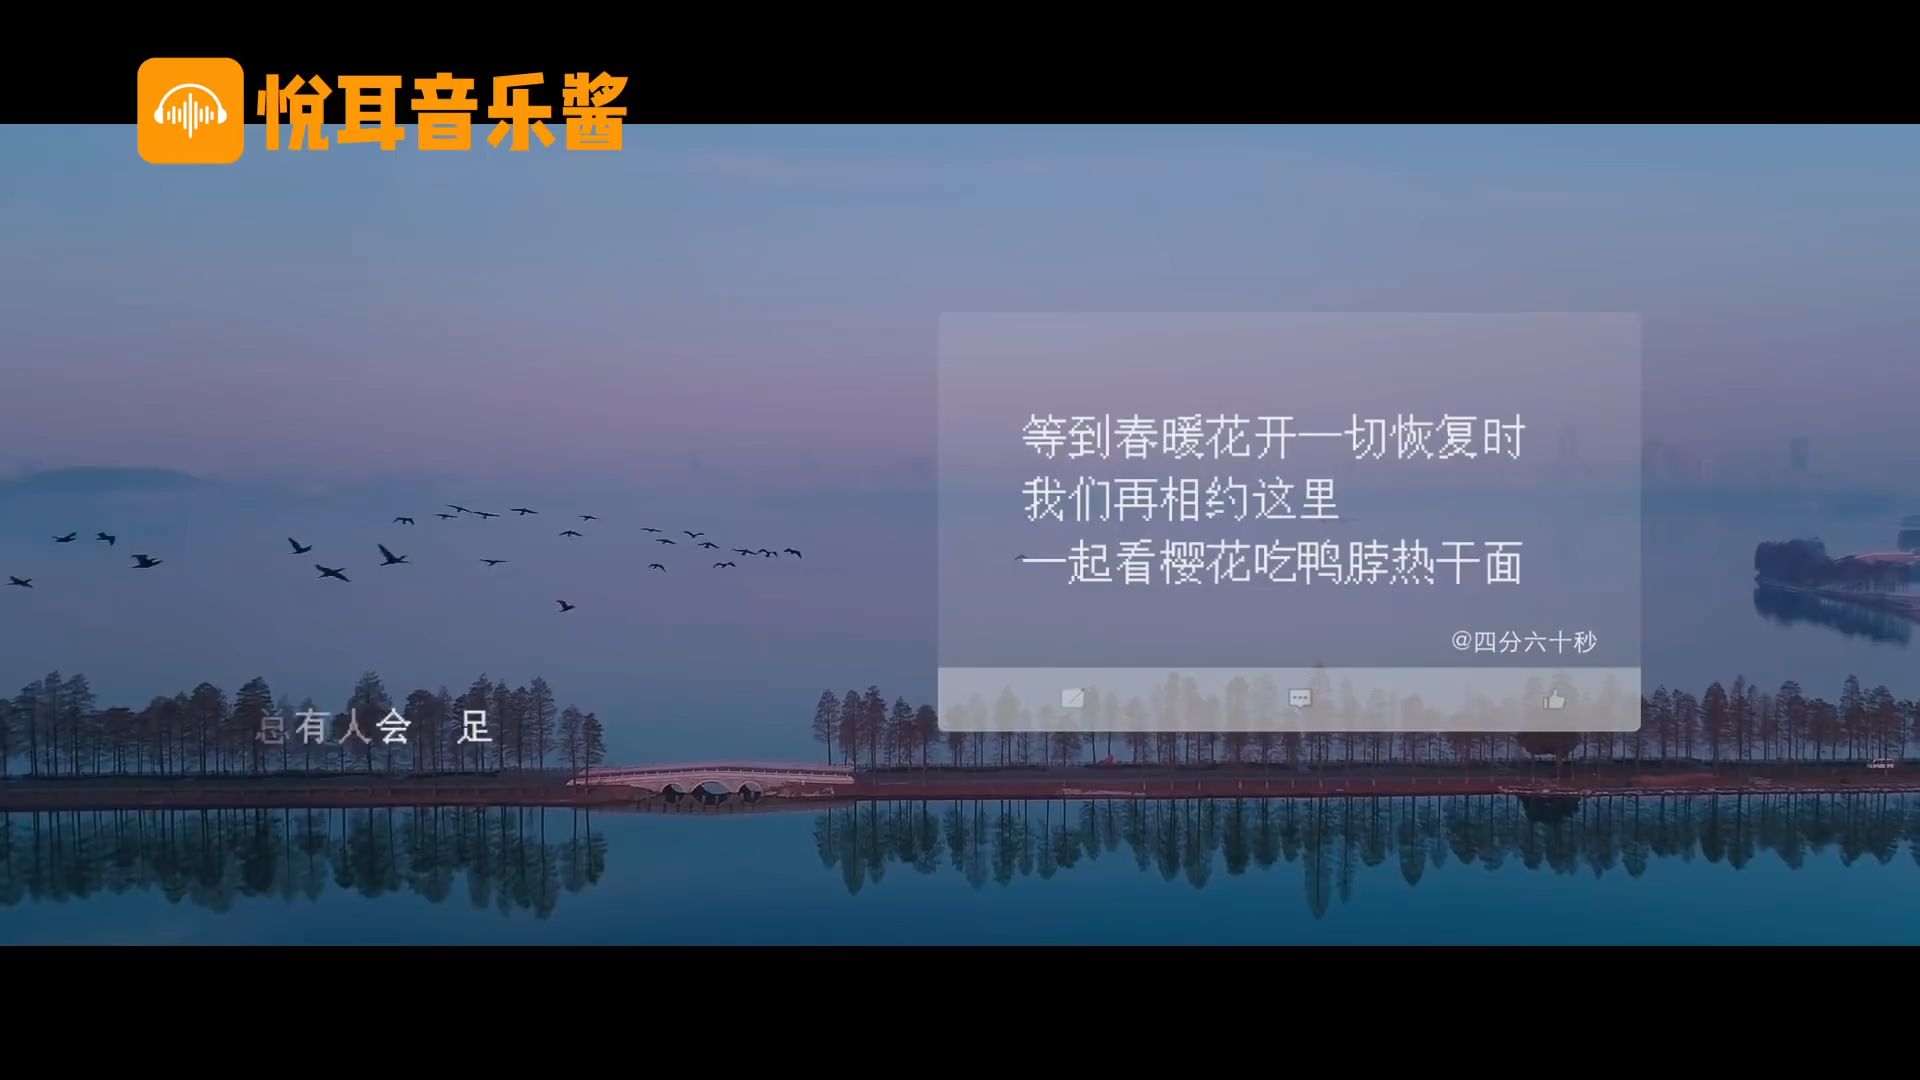 悦耳音乐酱
等到春暖花开一切恢复时
我们再相约这里
一起看樱花吃鸭脖热干面
@四分六十秒
总有人会 足